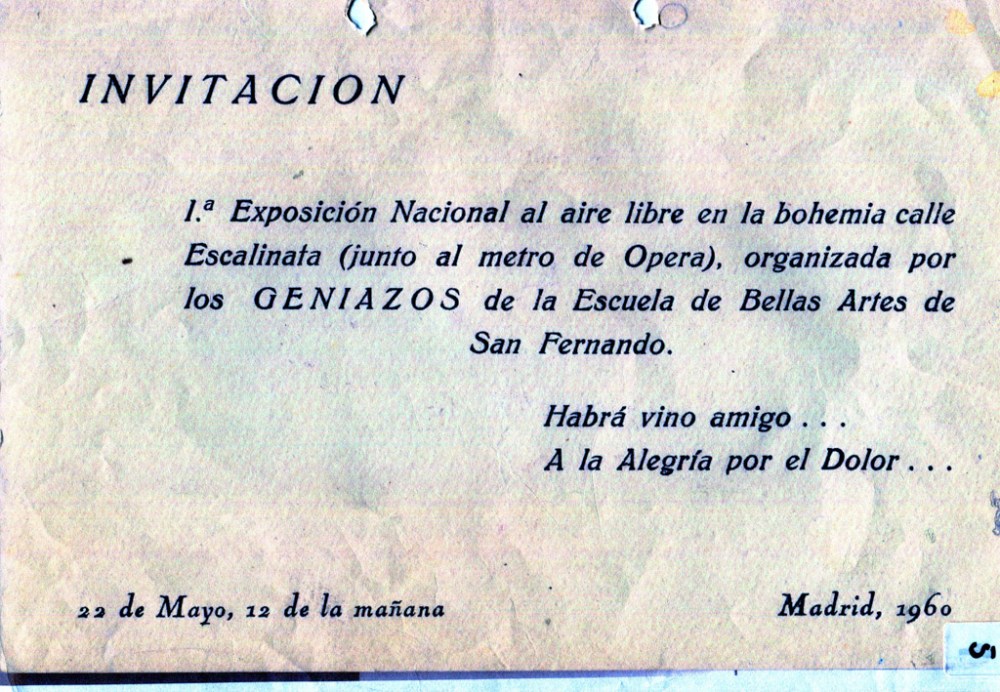 INVITACION
1.ª Exposición Nacional al aire libre en la bohemia calle
Escalinata (junto al metro de Opera), organizada por
los GENIAZOS de la Escuela de Bellas Artes de
San Fernando.
Habrá vino amigo . . .
A la Alegría por el Dolor . . .
22 de Mayo, 12 de la mañana
Madrid, 1960